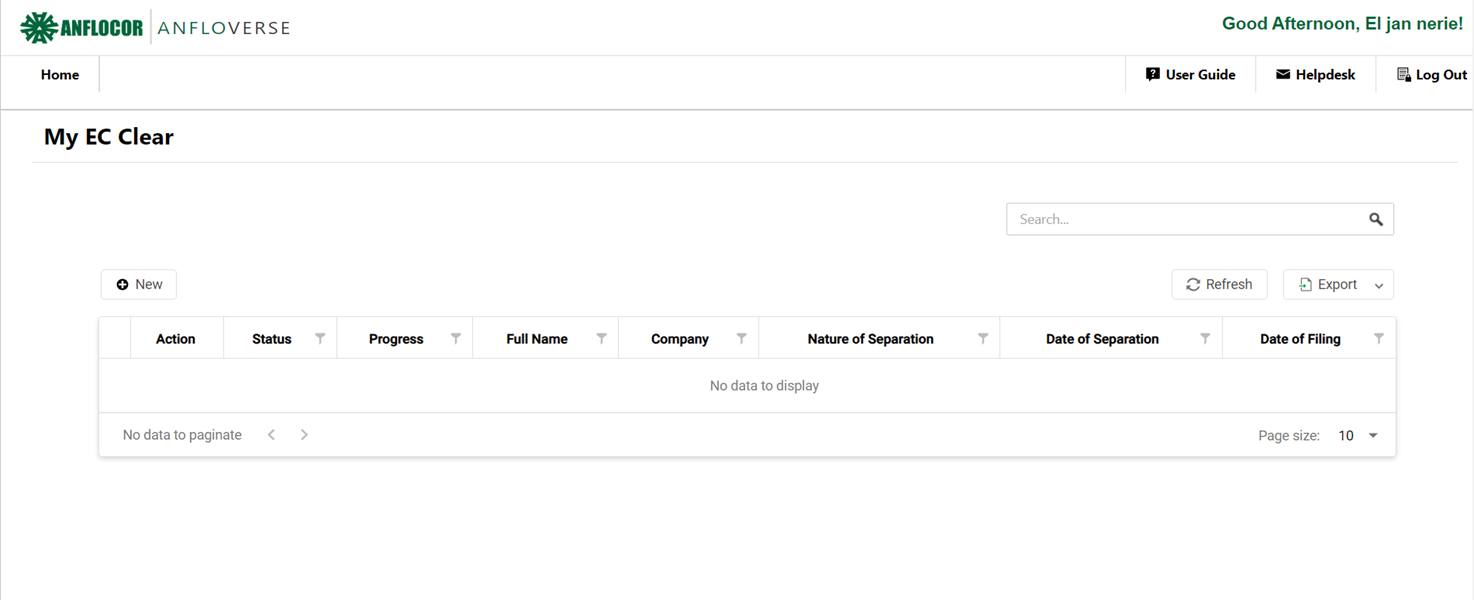 ANFLOCOR ANFLOVERSE
Good Afternoon, El jan nerie!
Home
User Guide
Helpdesk
Log Out
My EC Clear
Search...
New
Refresh
Export
Action Status Progress Full Name Company Nature of Separation Date of Separation Date of Filing
No data to display
No data to paginate
Page size: 10